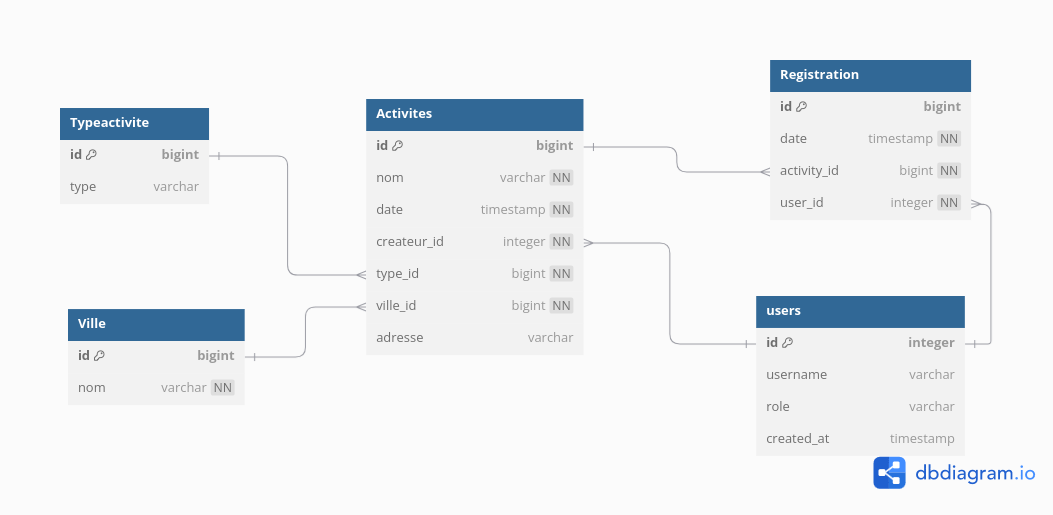 Typeactivite
id bigint
type varchar
Ville
id bigint
nom varchar NN
Activites
id bigint
nom varchar NN
date timestamp NN
createur_id integer NN
type_id bigint NN
ville_id bigint NN
adresse varchar
Registration
id bigint
date timestamp NN
activity_id bigint NN
user_id integer NN
users
id integer
username varchar
role varchar
created_at timestamp
dbdiagram.io